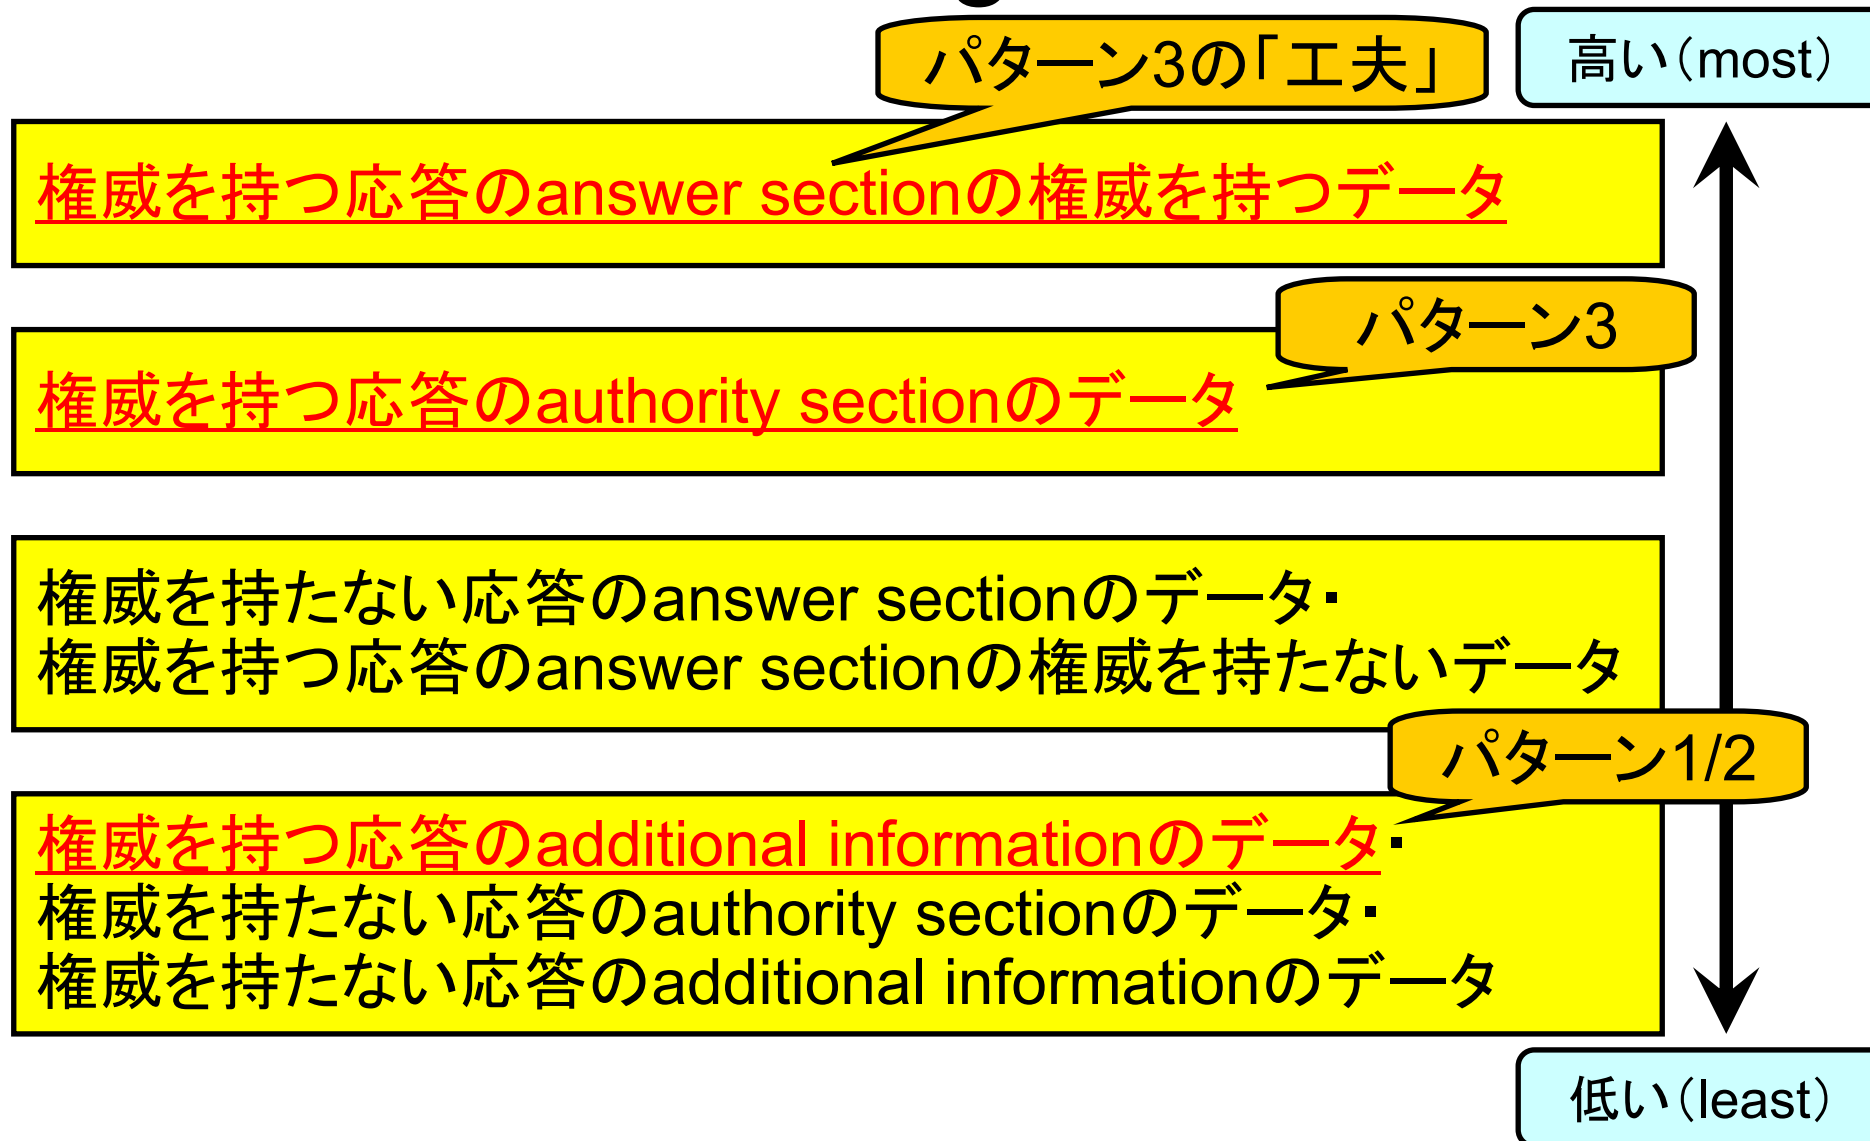 パターン3の「工夫」
高い（most）
権威を持つ応答のanswer sectionの権威を持つデータ
パターン3
権威を持つ応答のauthority sectionのデータ
権威を持たない応答のanswer sectionのデータ・
権威を持つ応答のanswer sectionの権威を持たないデータ
パターン1/2
権威を持つ応答のadditional informationのデータ・
権威を持たない応答のauthority sectionのデータ・
権威を持たない応答のadditional informationのデータ
低い（least）